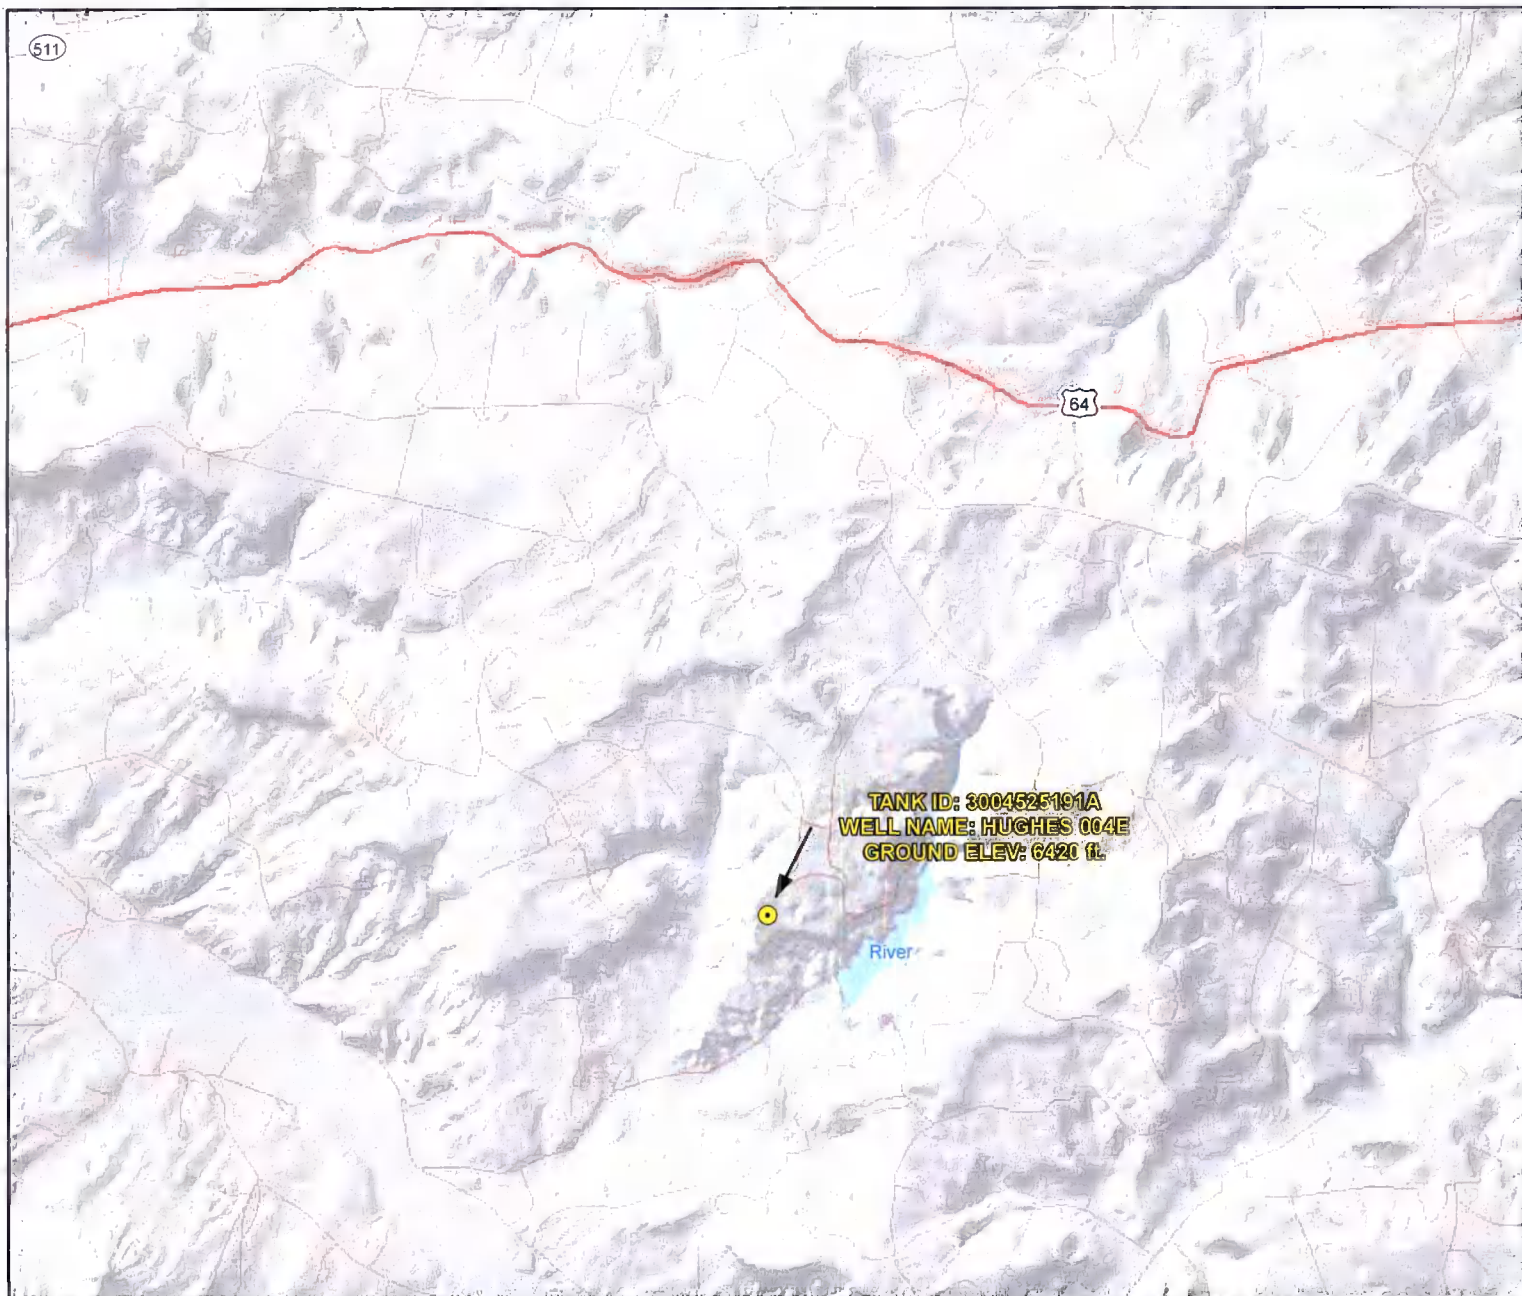 511
64
TANK ID: 3004525191A
WELL NAME: HUGHES 004E
GROUND ELEV: 6420 ft.
River